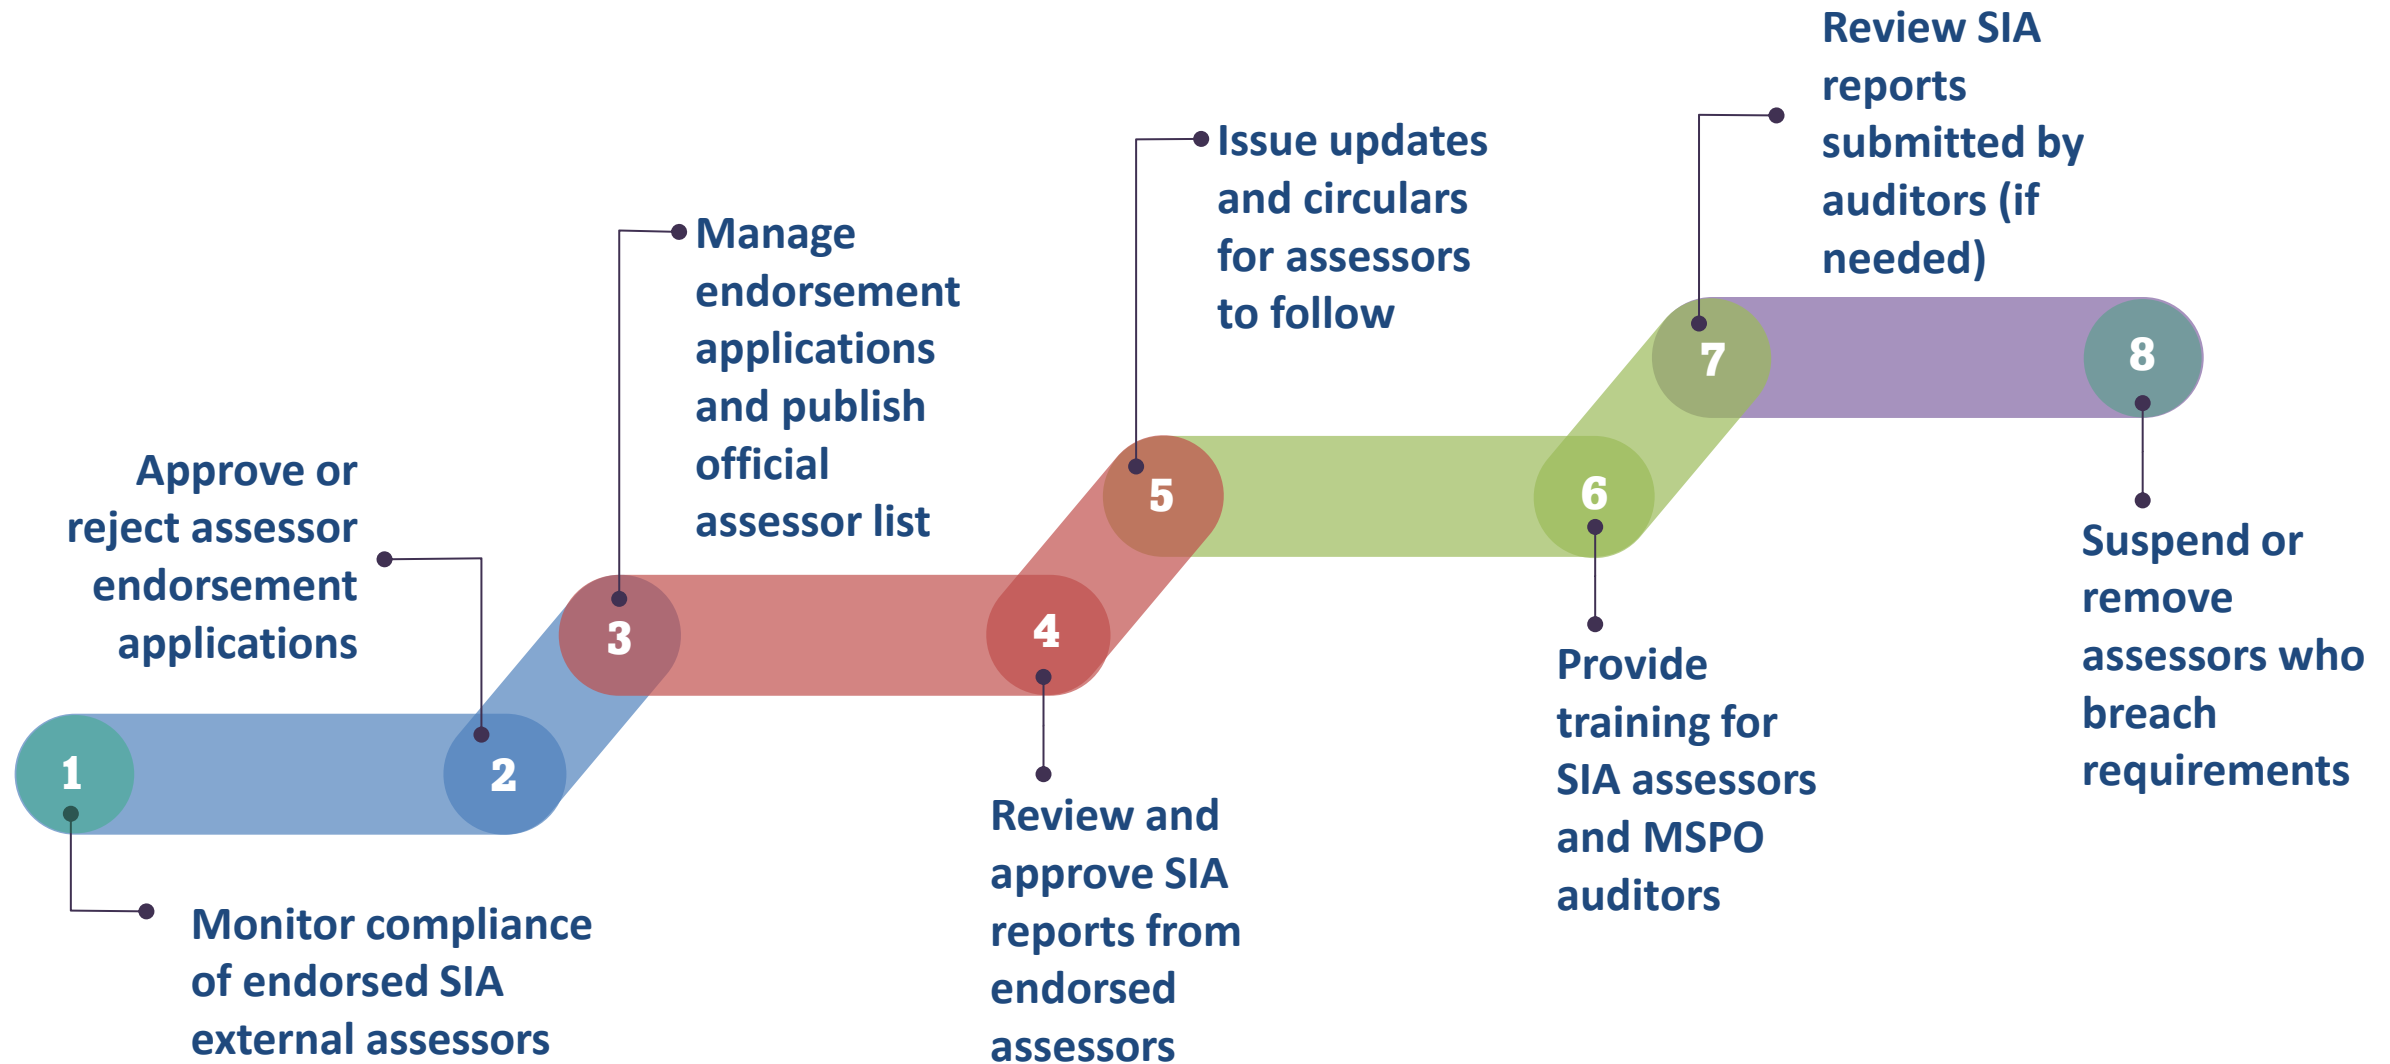 1
Monitor compliance
of endorsed SIA
external assessors
2
Approve or
reject assessor
endorsement
applications
3
Manage
endorsement
applications
and publish
official
assessor list
4
Review and
approve SIA
reports from
endorsed
assessors
5
Issue updates
and circulars
for assessors
to follow
6
Provide
training for
SIA assessors
and MSPO
auditors
7
Review SIA
reports
submitted by
auditors (if
needed)
8
Suspend or
remove
assessors who
breach
requirements